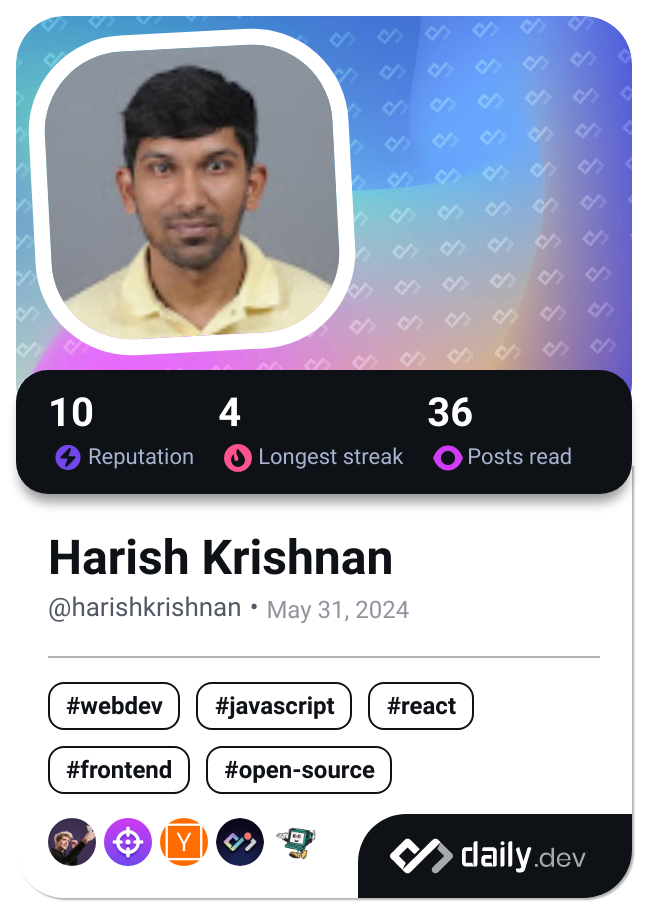 10 4 36
Reputation Longest streak Posts read
Harish Krishnan
@harishkrishnan • May 31, 2024
#webdev #javascript #react
#frontend #open-source
Y
daily.dev